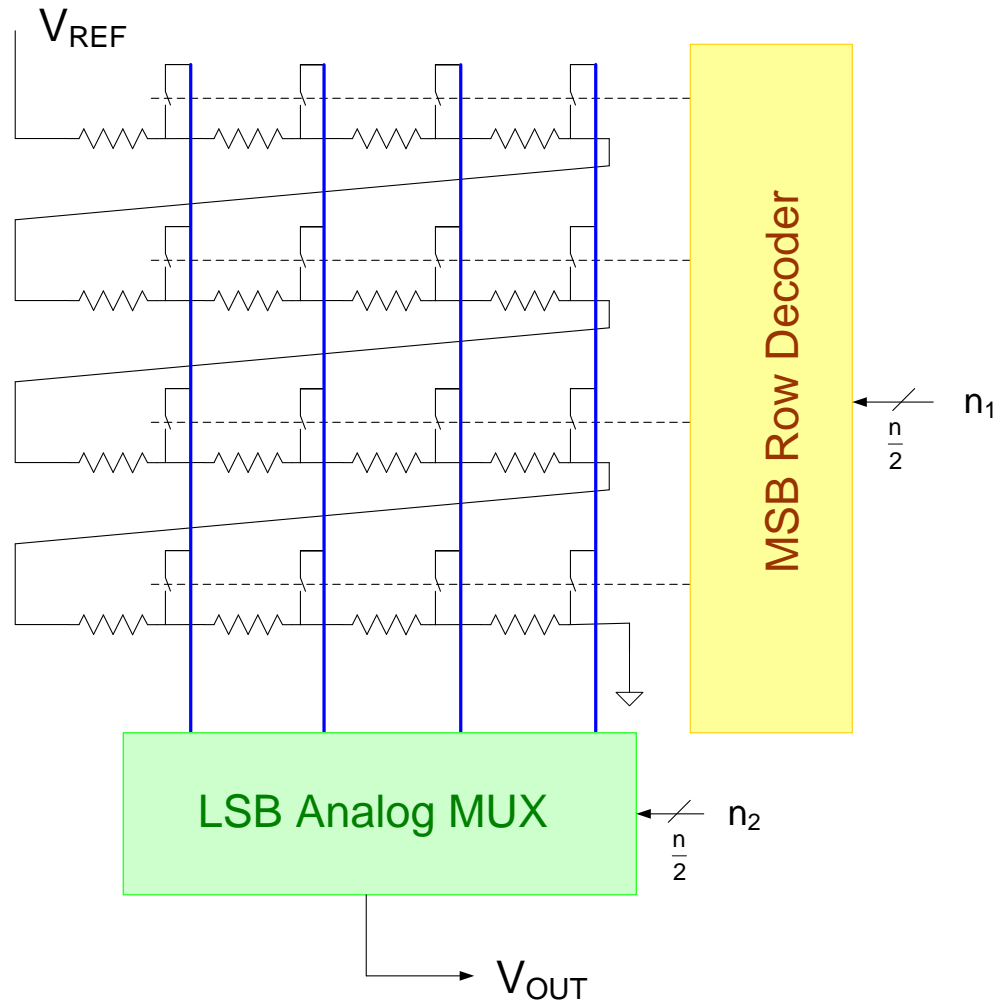 VREF
MSB Row Decoder
n1
n
2
LSB Analog MUX
n2
n
2
VOUT